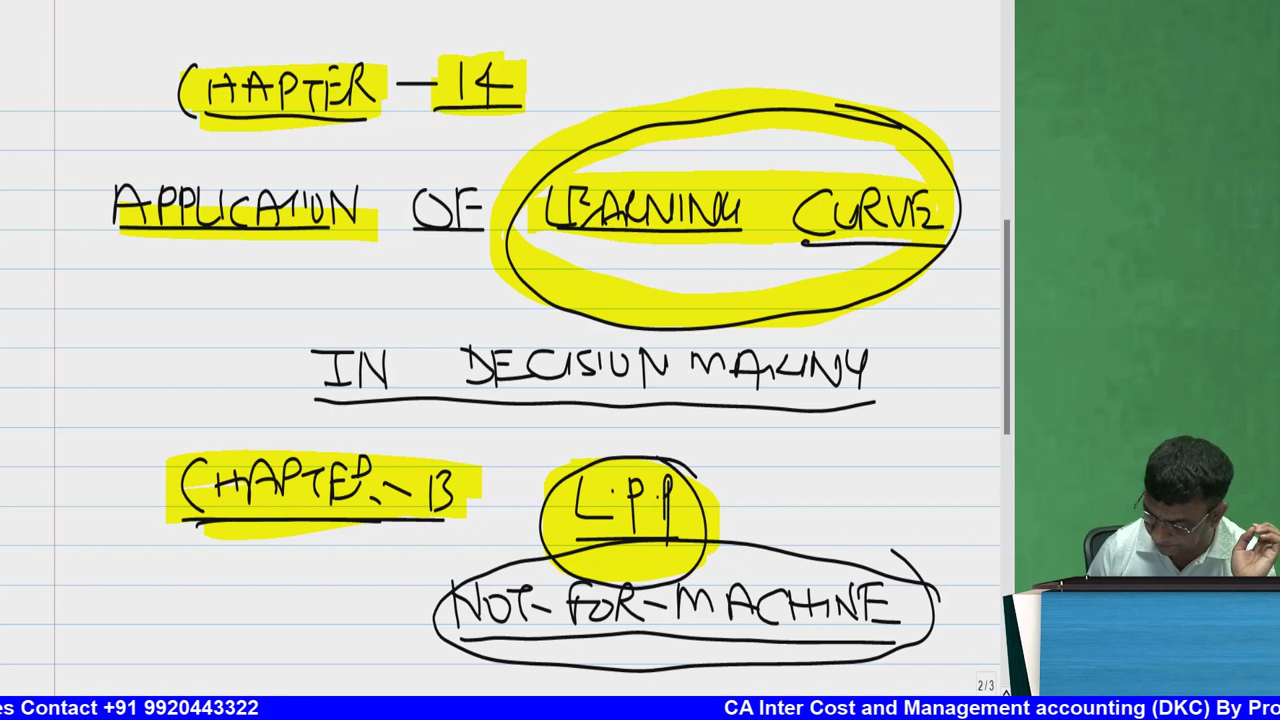 CHAPTER - 14
APPLICATION OF LEARNING CURVE
IN DECISION MAKING
CHAPTER - 13 L.P.P
NOT-FOR-MACHINE
2/3
es Contact +91 9920443322 CA Inter Cost and Management accounting (DKC) By Pro